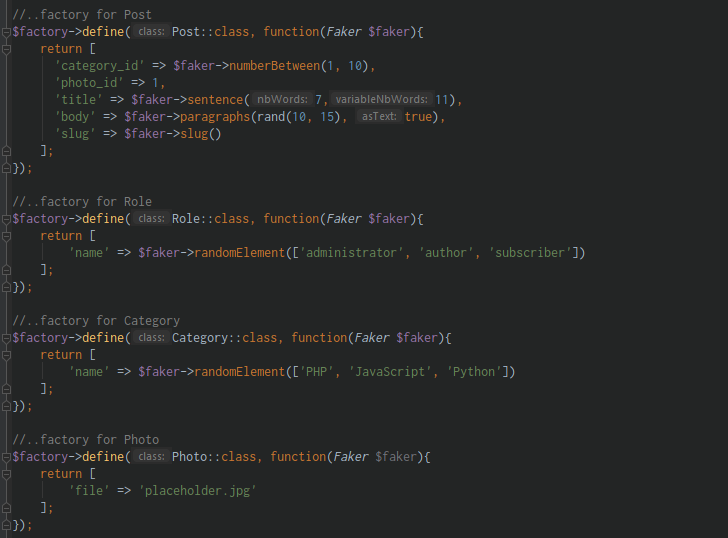 //..factory for Post
$factory->define( class: Post::class, function(Faker $faker){
    return [
      'category_id' => $faker->numberBetween(1, 10),
      'photo_id' => 1,
      'title' => $faker->sentence( nbWords: 7, variableNbWords: 11),
      'body' => $faker->paragraphs(rand(10, 15), asText: true),
      'slug' => $faker->slug()
    ];
});

//..factory for Role
$factory->define( class: Role::class, function(Faker $faker){
    return [
        'name' => $faker->randomElement(['administrator', 'author', 'subscriber'])
    ];
});

//..factory for Category
$factory->define( class: Category::class, function(Faker $faker){
    return [
        'name' => $faker->randomElement(['PHP', 'JavaScript', 'Python'])
    ];
});

//..factory for Photo
$factory->define( class: Photo::class, function(Faker $faker){
    return [
        'file' => 'placeholder.jpg'
    ];
});